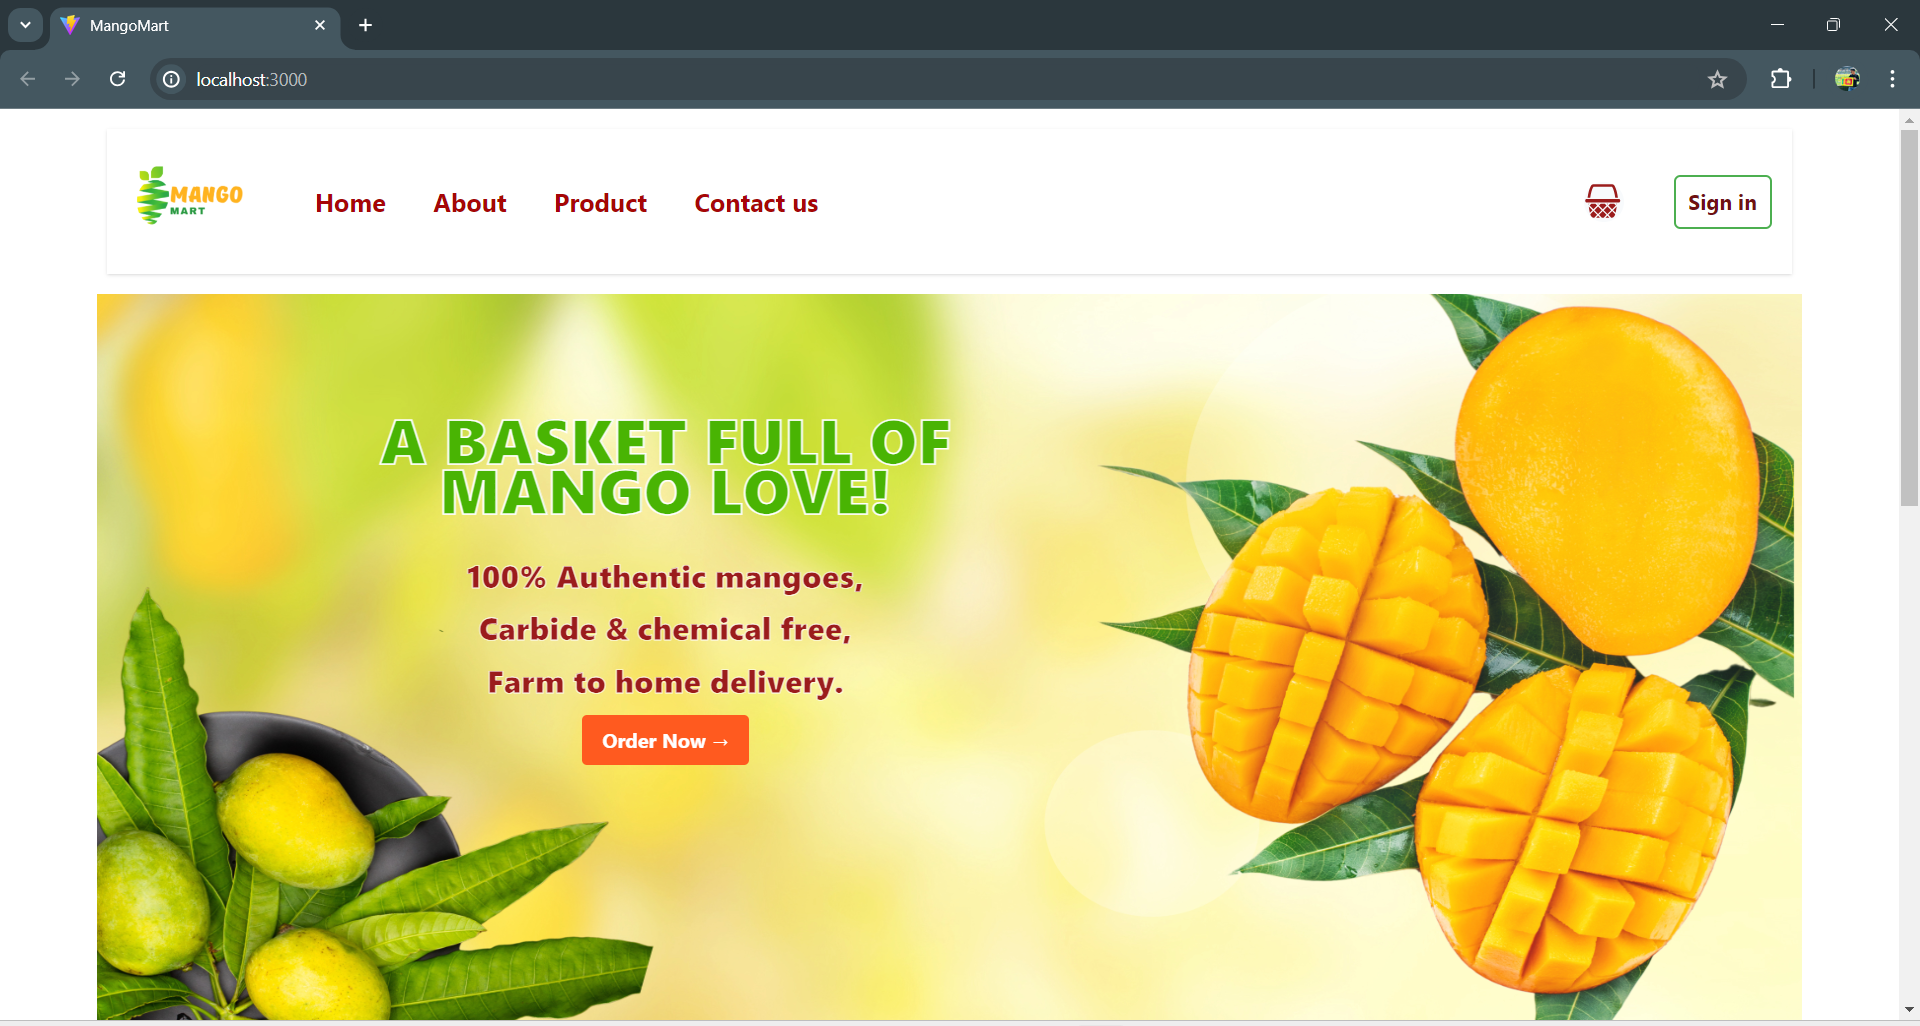 MangoMart
localhost:3000
MANGO
MART
Home About Product Contact us
Sign in
A BASKET FULL OF
MANGO LOVE!
100% Authentic mangoes,
Carbide & chemical free,
Farm to home delivery.
Order Now →